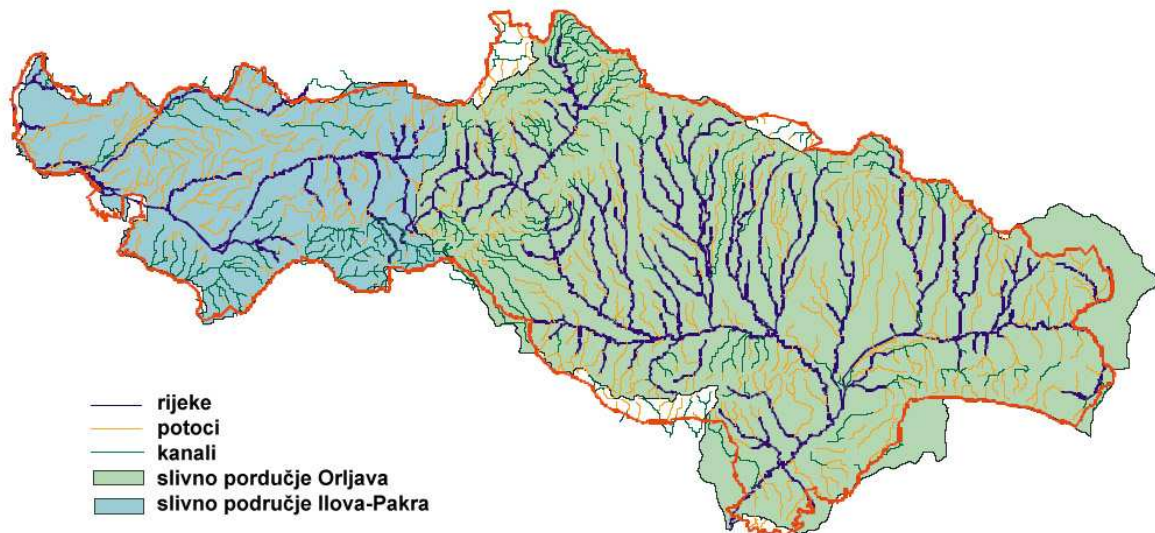 rijeke
potoci
kanali
slivno pordučje Orljava
slivno područje Ilova-Pakra